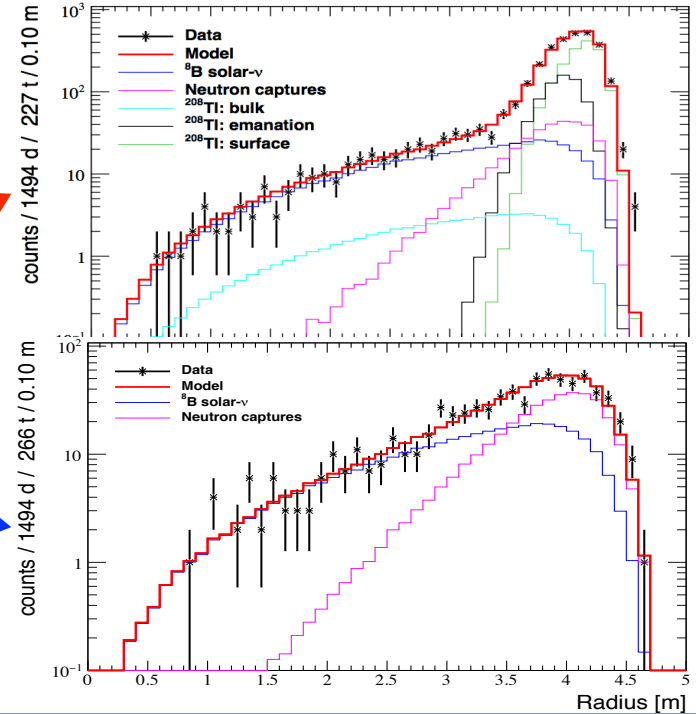 counts / 1494 d / 227 t / 0.10 m
10³
10²
10
1
10⁻¹
Data
Model
⁸B solar-ν
Neutron captures
²⁰⁸Tl: bulk
²⁰⁸Tl: emanation
²⁰⁸Tl: surface
counts / 1494 d / 266 t / 0.10 m
10²
10
1
10⁻¹
Data
Model
⁸B solar-ν
Neutron captures
0 0.5 1 1.5 2 2.5 3 3.5 4 4.5 5
Radius [m]